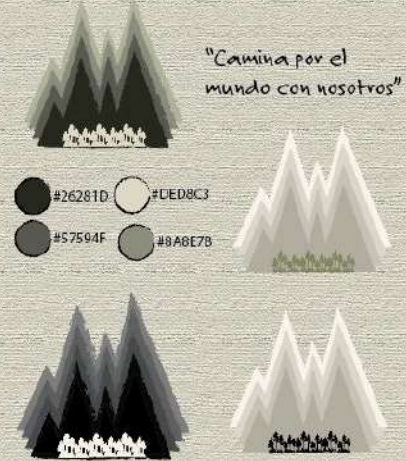 "Camina por el
mundo con nosotros"
#26281D #DED8C3
#57594F #8A8E7B